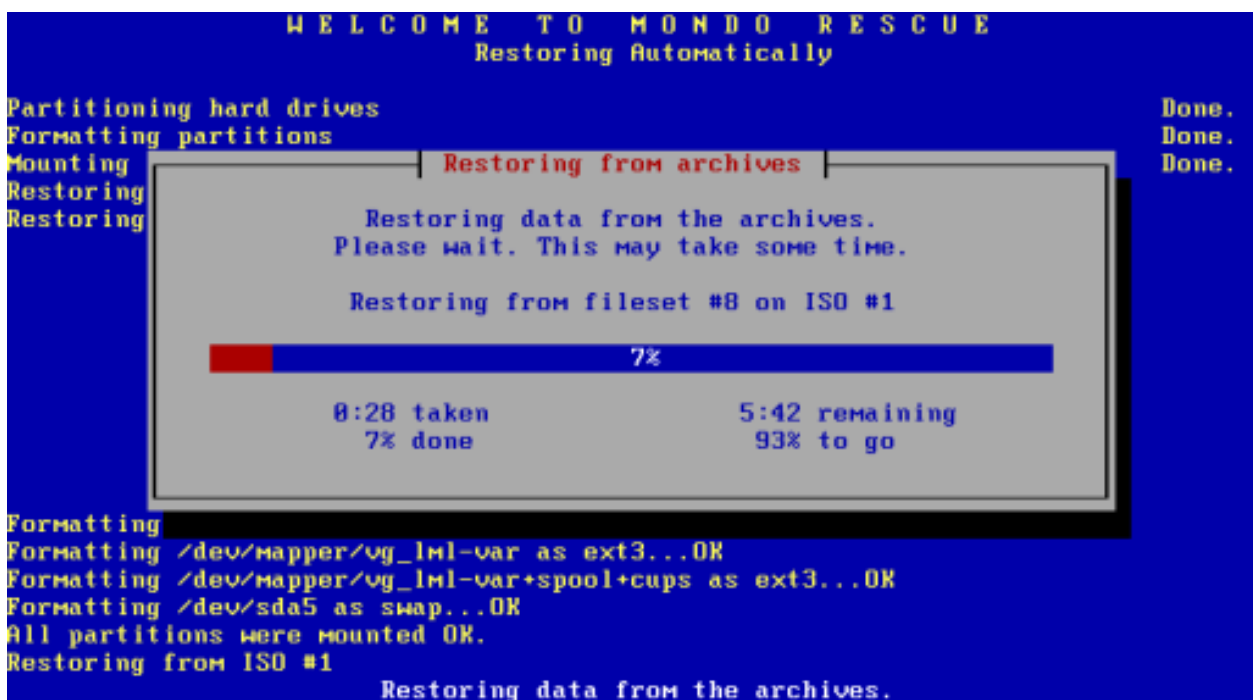 WELCOME TO MONDO RESCUE
Restoring Automatically
Partitioning hard drives Done.
Formatting partitions Done.
Mounting Done.
Restoring
Restoring
Restoring from archives
Restoring data from the archives.
Please wait. This may take some time.
Restoring from fileset #8 on ISO #1
7%
0:28 taken 5:42 remaining
7% done 93% to go
Formatting
Formatting /dev/mapper/vg_lml-var as ext3...OK
Formatting /dev/mapper/vg_lml-var+spool+cups as ext3...OK
Formatting /dev/sda5 as swap...OK
All partitions were mounted OK.
Restoring from ISO #1
Restoring data from the archives.